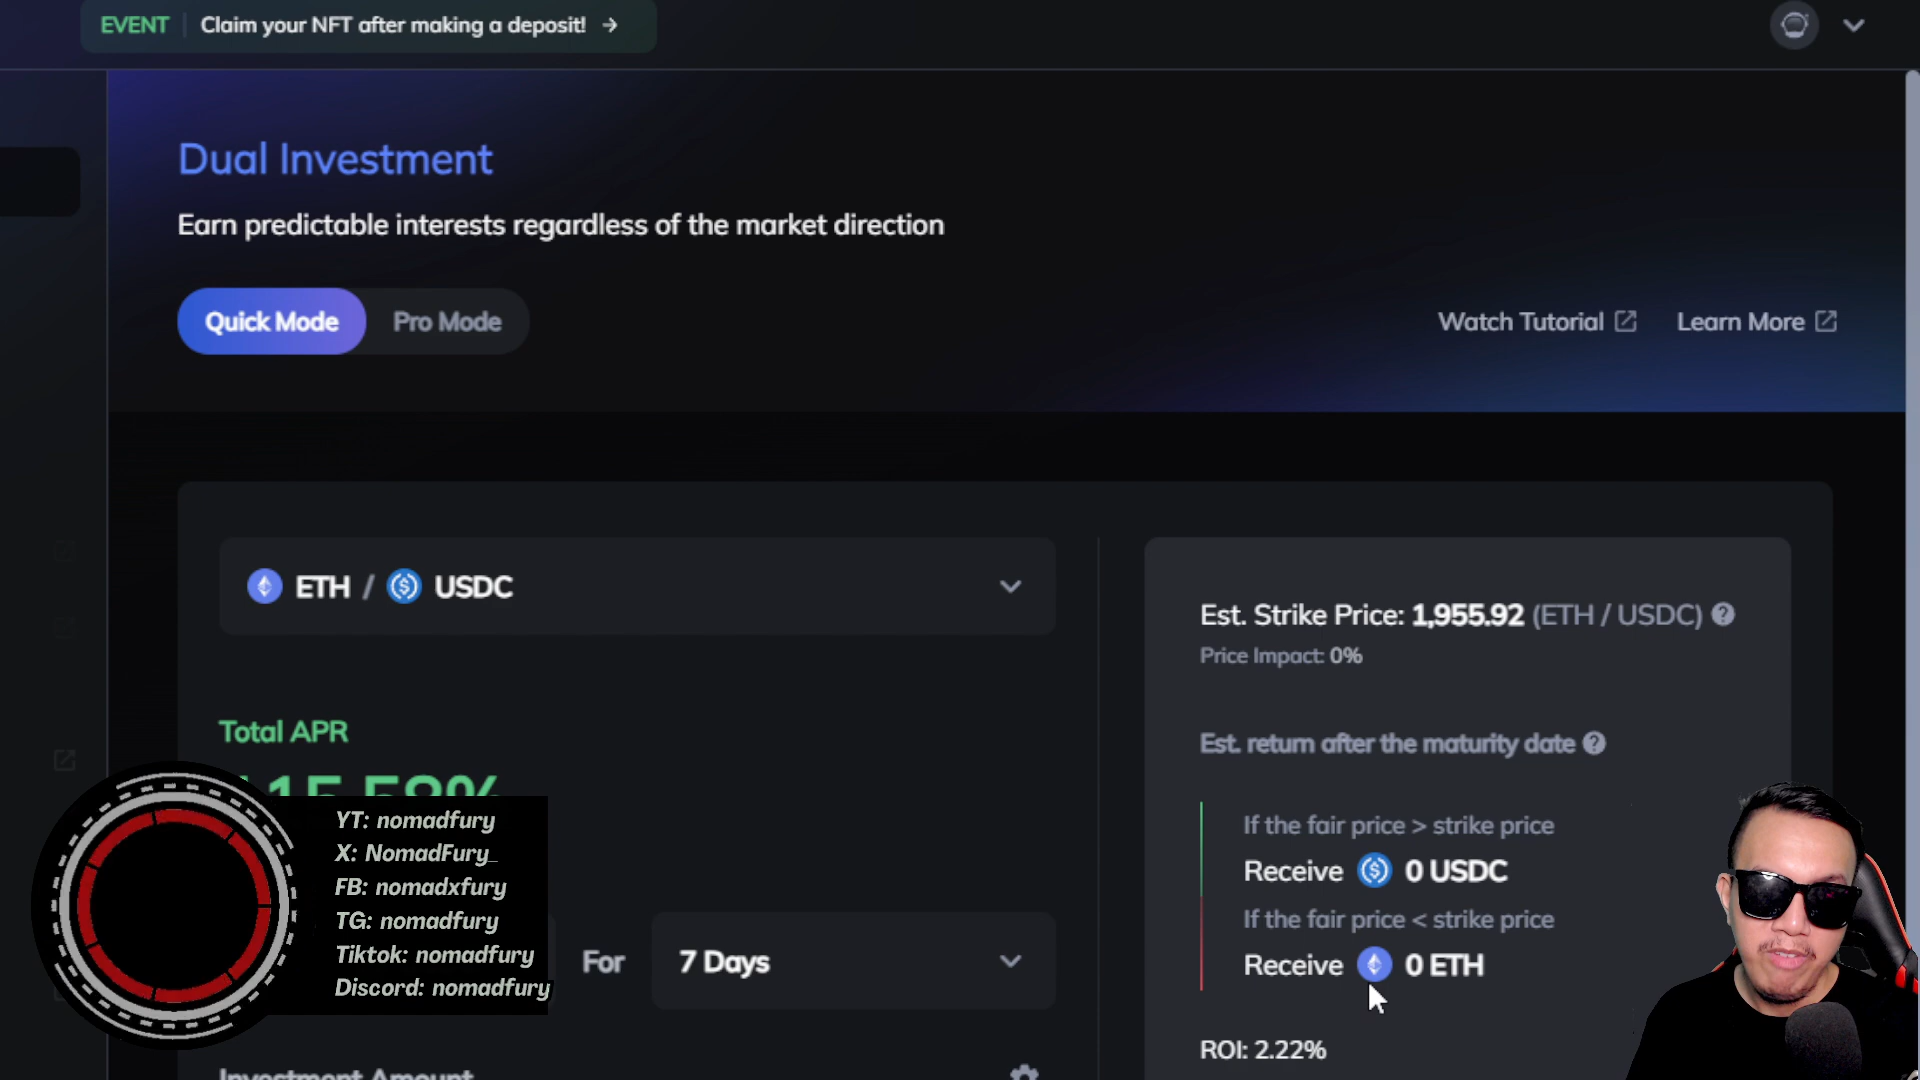 EVENT Claim your NFT after making a deposit! →
Dual Investment
Earn predictable interests regardless of the market direction
Quick Mode Pro Mode
Watch Tutorial Learn More
ETH / USDC
Est. Strike Price: 1,955.92 (ETH / USDC)
Price Impact: 0%
Total APR
115.58%
Est. return after the maturity date
If the fair price > strike price
Receive 0 USDC
If the fair price < strike price
Receive 0 ETH
ROI: 2.22%
For 7 Days
Investment Amount
YT: nomadfury
X: NomadFury_
FB: nomadxfury
TG: nomadfury
Tiktok: nomadfury
Discord: nomadfury